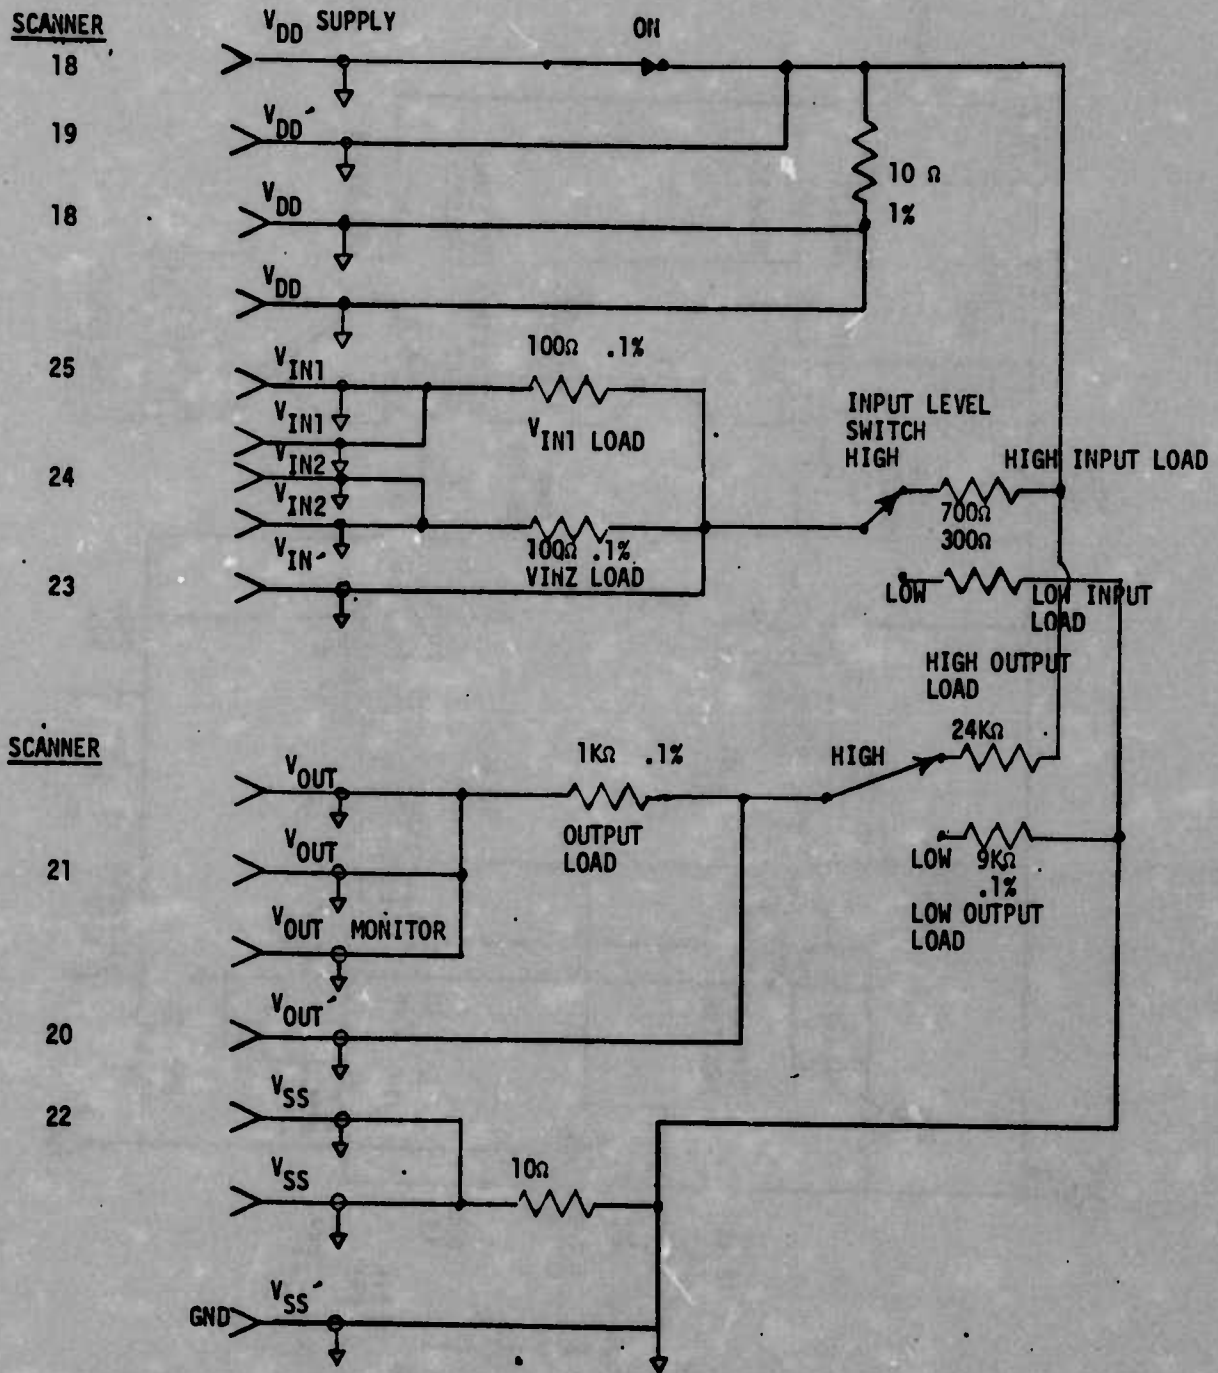 SCANNER
V_DD SUPPLY
ON
18
19
V_DD´
10 Ω
1%
18
V_DD
V_DD
25
V_IN1
100Ω .1%
V_IN1 LOAD
V_IN1
INPUT LEVEL
SWITCH
HIGH
HIGH INPUT LOAD
24
V_IN2
V_IN2
700Ω
300Ω
100Ω .1%
VINZ LOAD
V_IN´
23
LOW
LOW INPUT
LOAD
HIGH OUTPUT
LOAD
SCANNER
24KΩ
V_OUT
1KΩ .1%
HIGH
OUTPUT
LOAD
21
V_OUT
LOW 9KΩ
.1%
LOW OUTPUT
LOAD
V_OUT MONITOR
20
V_OUT´
22
V_SS
V_SS
10Ω
GND
V_SS´